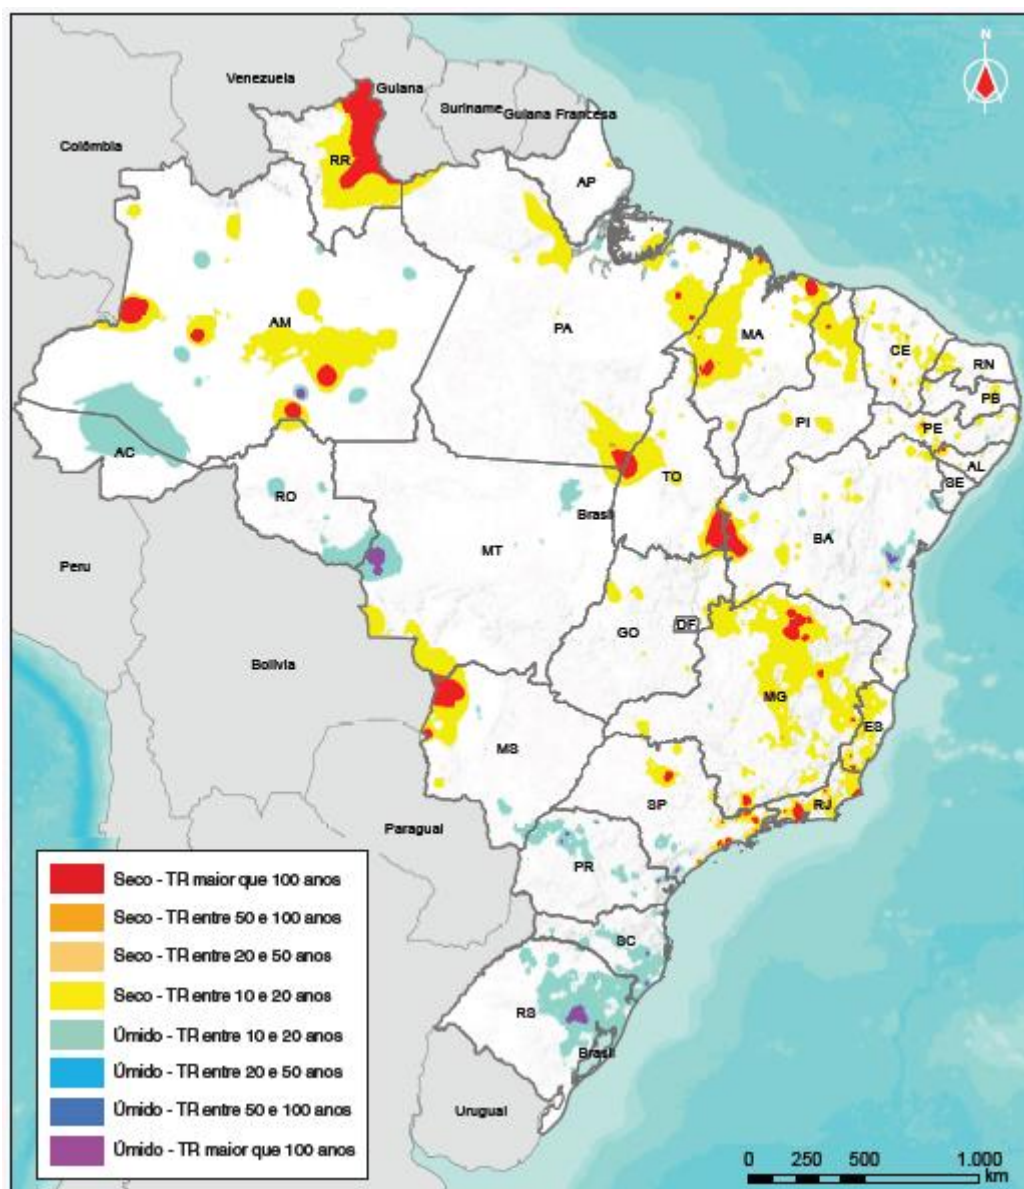 N
Venezuela
Guiana
Suriname
Guiana Francesa
Colômbia
RR
AP
AM
PA
MA
CE
RN
PB
PI
PE
AC
TO
AL
SE
RO
Brasil
BA
MT
Peru
GO
DF
Bolívia
MG
ES
MS
SP
RJ
Paraguai
PR
SC
RS
Brasil
Uruguai
Seco - TR maior que 100 anos
Seco - TR entre 50 e 100 anos
Seco - TR entre 20 e 50 anos
Seco - TR entre 10 e 20 anos
Úmido - TR entre 10 e 20 anos
Úmido - TR entre 20 e 50 anos
Úmido - TR entre 50 e 100 anos
Úmido - TR maior que 100 anos
0 250 500 1.000
km